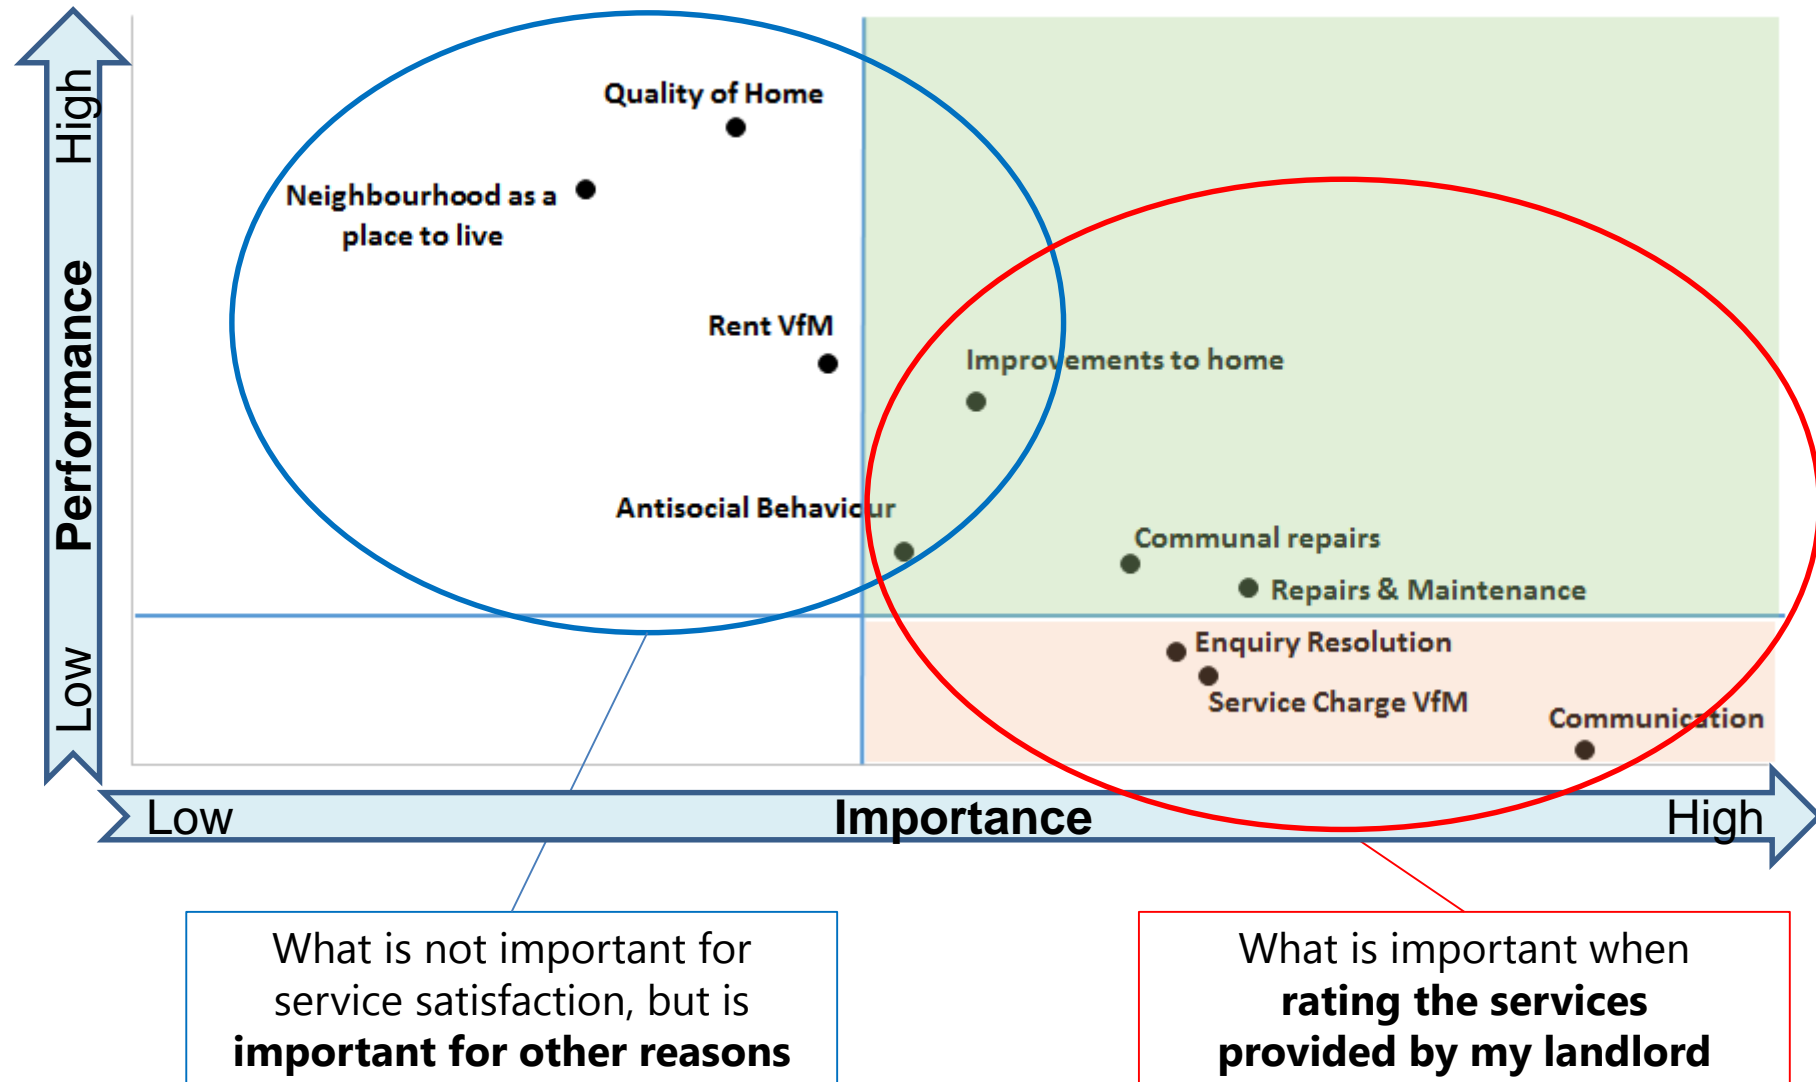 High
Performance
Low
Quality of Home
Neighbourhood as a
place to live
Rent VfM
Improvements to home
Antisocial Behaviour
Communal repairs
Repairs & Maintenance
Enquiry Resolution
Service Charge VfM
Communication
Low
Importance
High
What is not important for
service satisfaction, but is
important for other reasons
What is important when
rating the services
provided by my landlord